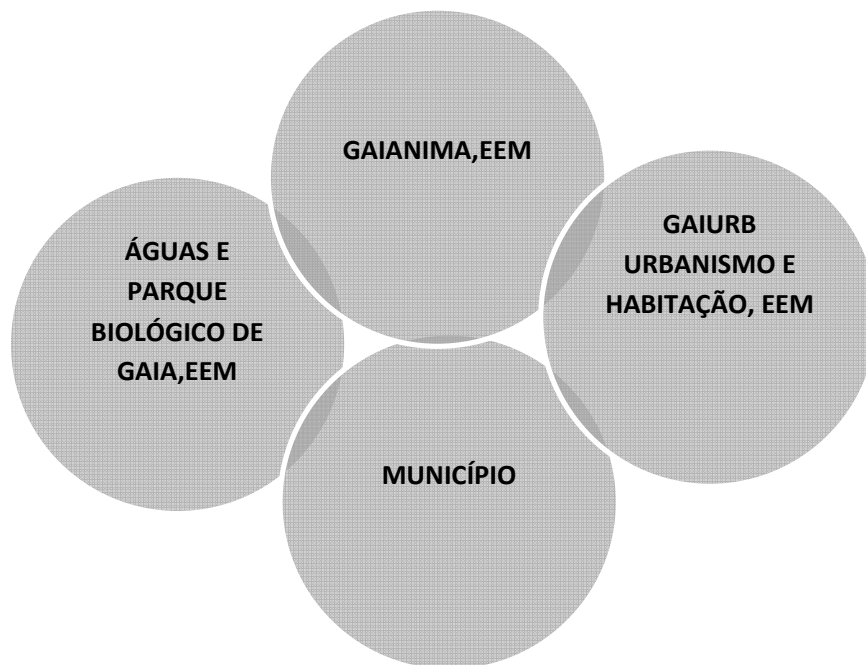 GAIANIMA,EEM
ÁGUAS E
PARQUE
BIOLÓGICO DE
GAIA,EEM
GAIURB
URBANISMO E
HABITAÇÃO, EEM
MUNICÍPIO